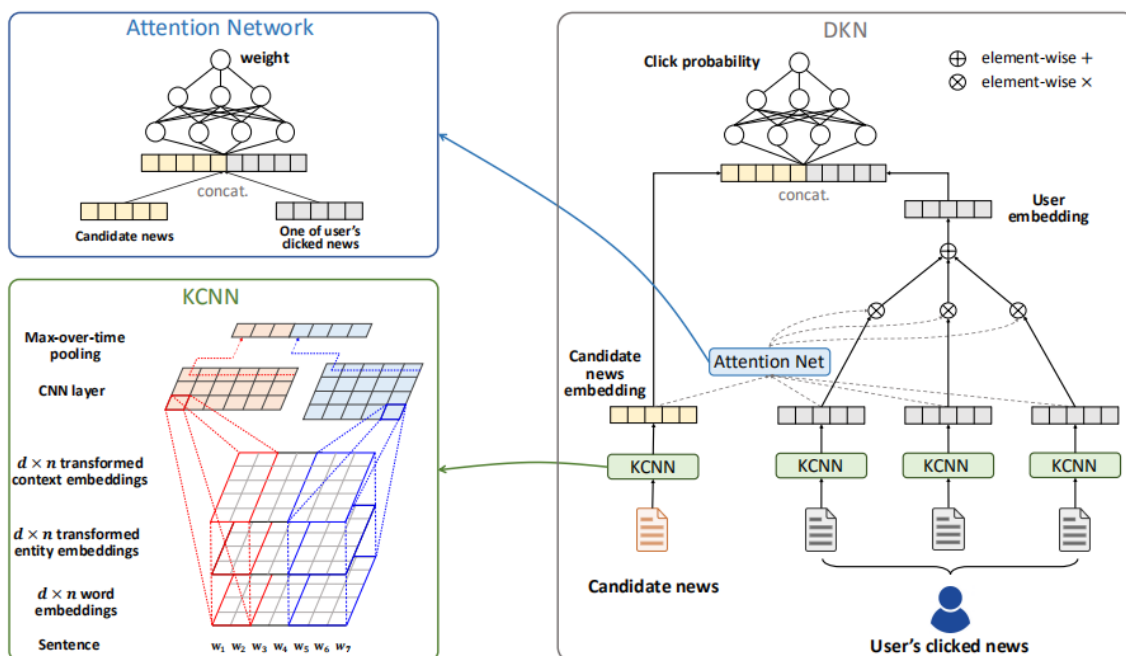 Attention Network
weight
concat.
Candidate news
One of user's
clicked news
KCNN
Max-over-time
pooling
CNN layer
d × n transformed
context embeddings
d × n transformed
entity embeddings
d × n word
embeddings
Sentence
w₁ w₂ w₃ w₄ w₅ w₆ w₇
DKN
Click probability
element-wise +
element-wise ×
concat.
User
embedding
Attention Net
Candidate
news
embedding
KCNN
KCNN
KCNN
KCNN
Candidate news
User's clicked news